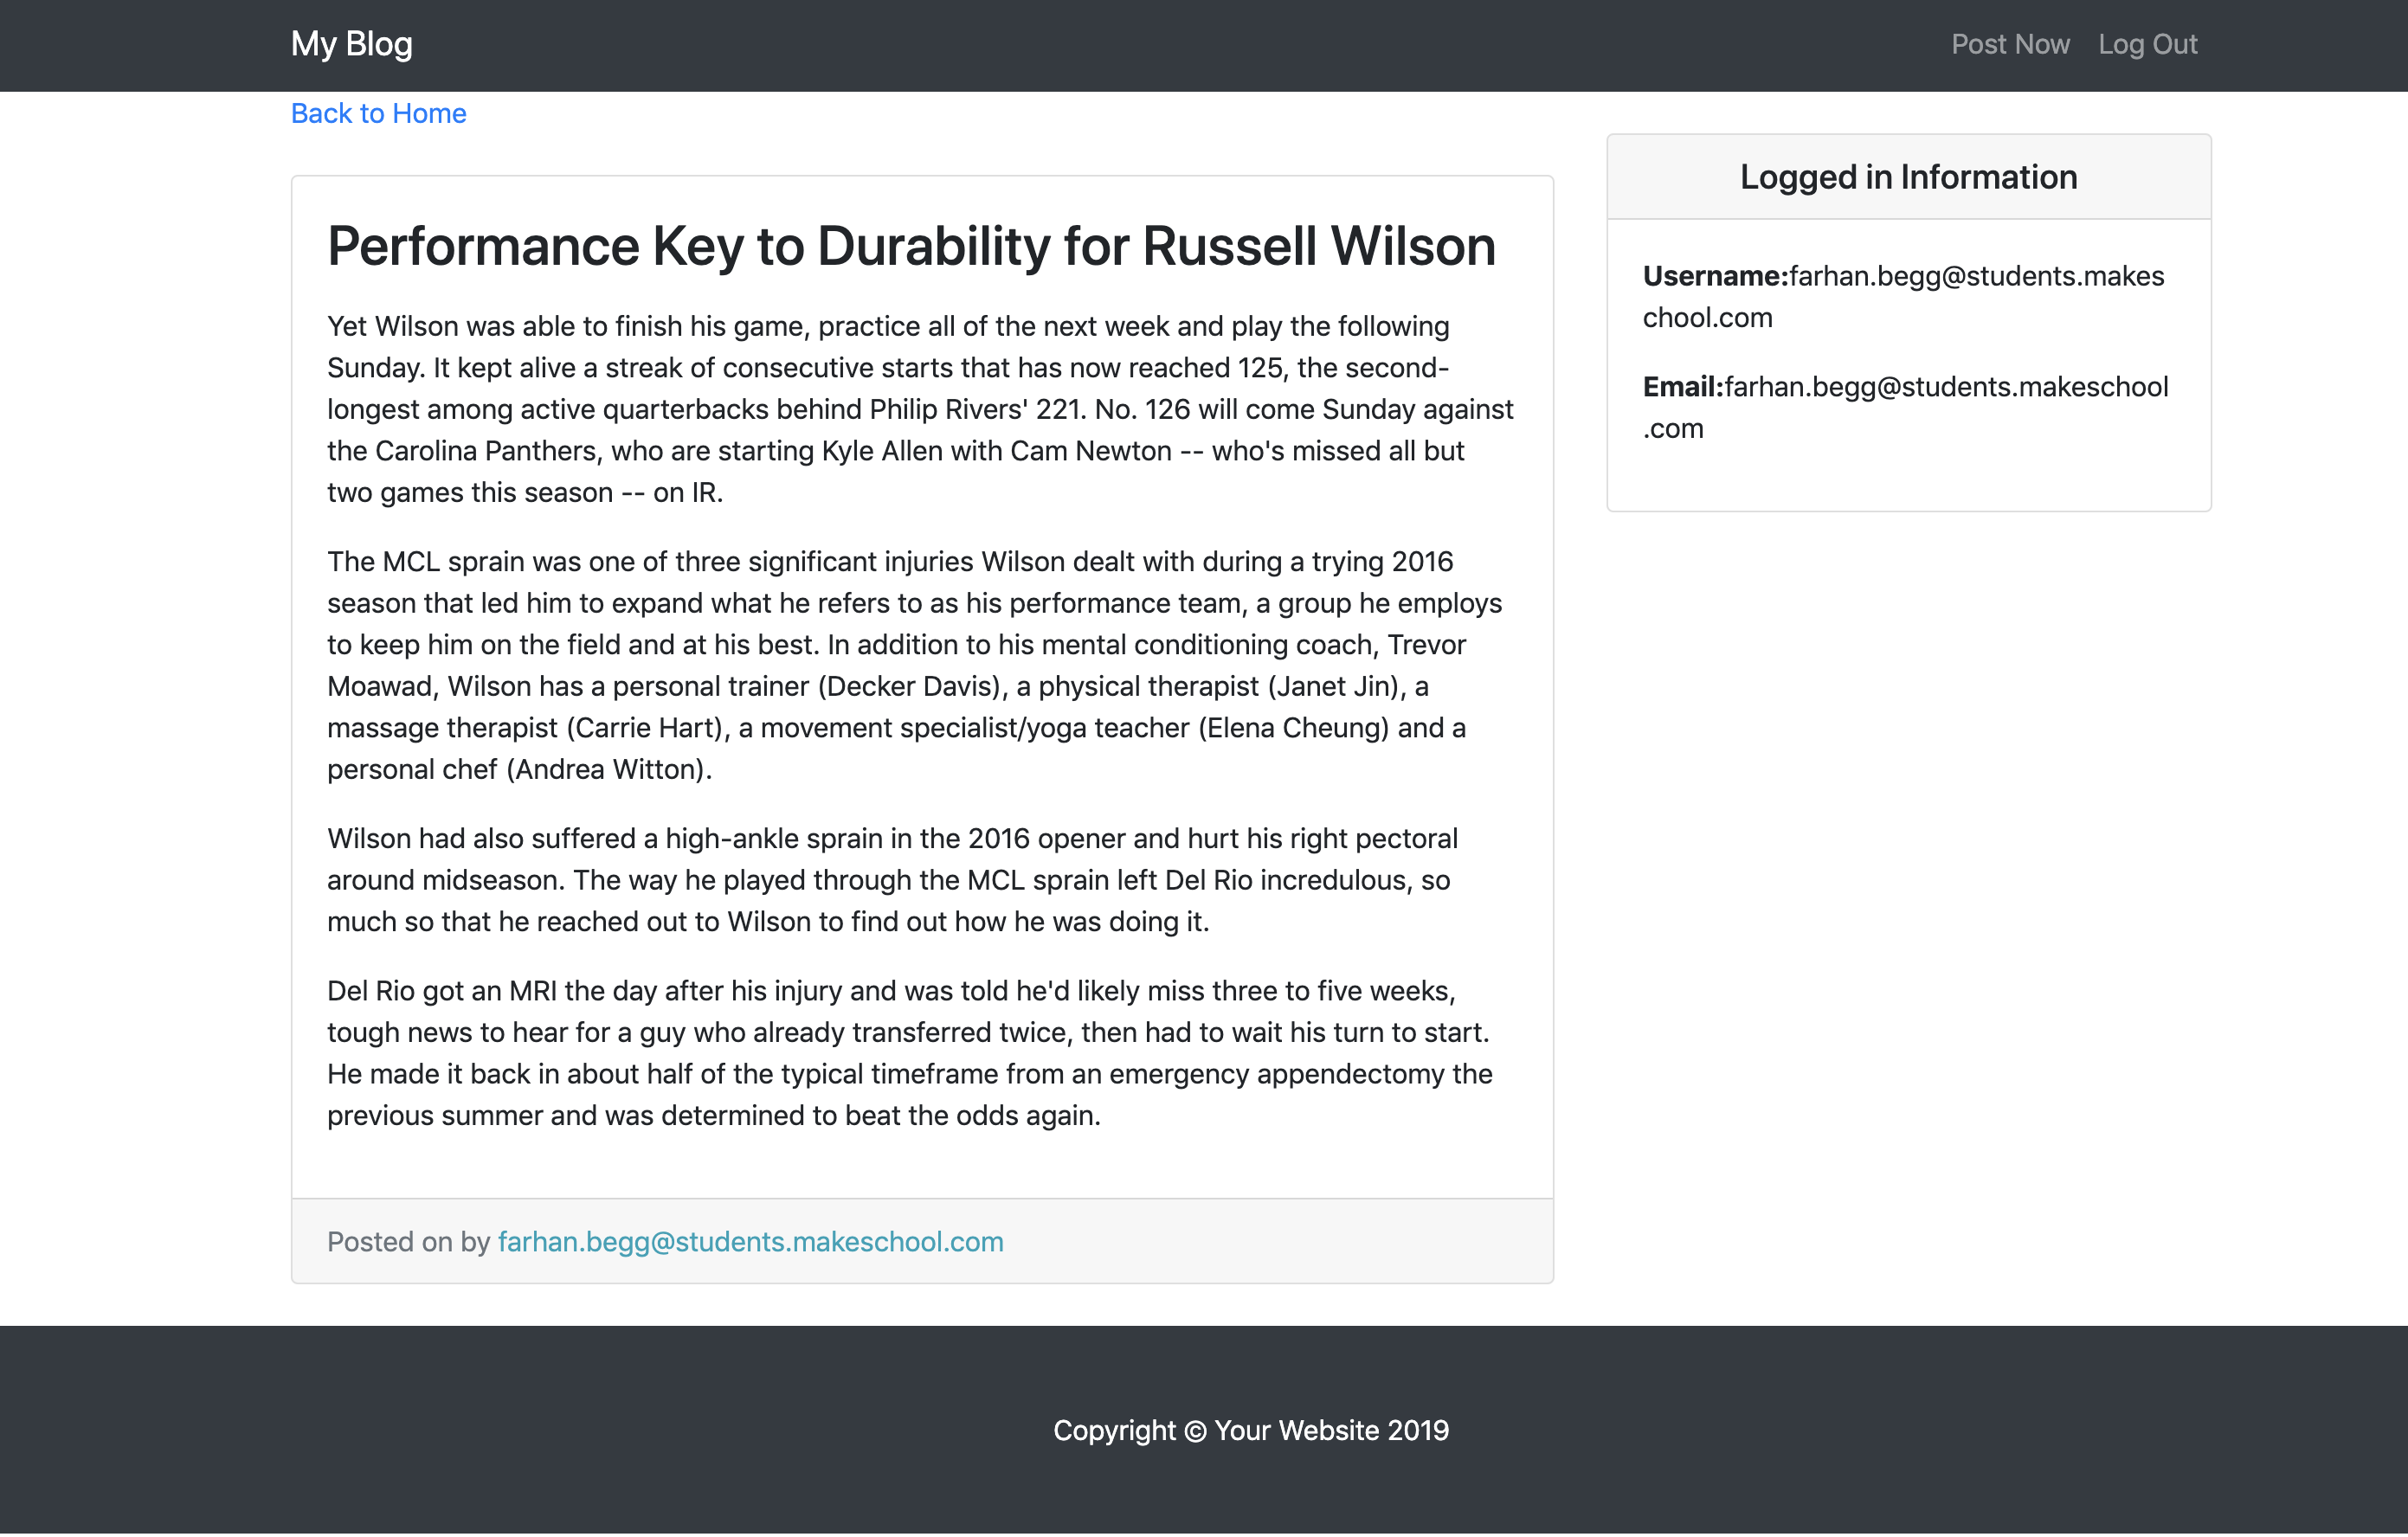 My Blog
Post Now
Log Out
Back to Home
Performance Key to Durability for Russell Wilson
Yet Wilson was able to finish his game, practice all of the next week and play the following
Sunday. It kept alive a streak of consecutive starts that has now reached 125, the second-
longest among active quarterbacks behind Philip Rivers' 221. No. 126 will come Sunday against
the Carolina Panthers, who are starting Kyle Allen with Cam Newton -- who's missed all but
two games this season -- on IR.
The MCL sprain was one of three significant injuries Wilson dealt with during a trying 2016
season that led him to expand what he refers to as his performance team, a group he employs
to keep him on the field and at his best. In addition to his mental conditioning coach, Trevor
Moawad, Wilson has a personal trainer (Decker Davis), a physical therapist (Janet Jin), a
massage therapist (Carrie Hart), a movement specialist/yoga teacher (Elena Cheung) and a
personal chef (Andrea Witton).
Wilson had also suffered a high-ankle sprain in the 2016 opener and hurt his right pectoral
around midseason. The way he played through the MCL sprain left Del Rio incredulous, so
much so that he reached out to Wilson to find out how he was doing it.
Del Rio got an MRI the day after his injury and was told he'd likely miss three to five weeks,
tough news to hear for a guy who already transferred twice, then had to wait his turn to start.
He made it back in about half of the typical timeframe from an emergency appendectomy the
previous summer and was determined to beat the odds again.
Posted on by farhan.begg@students.makeschool.com
Logged in Information
Username:farhan.begg@students.makes
chool.com
Email:farhan.begg@students.makeschool
.com
Copyright © Your Website 2019